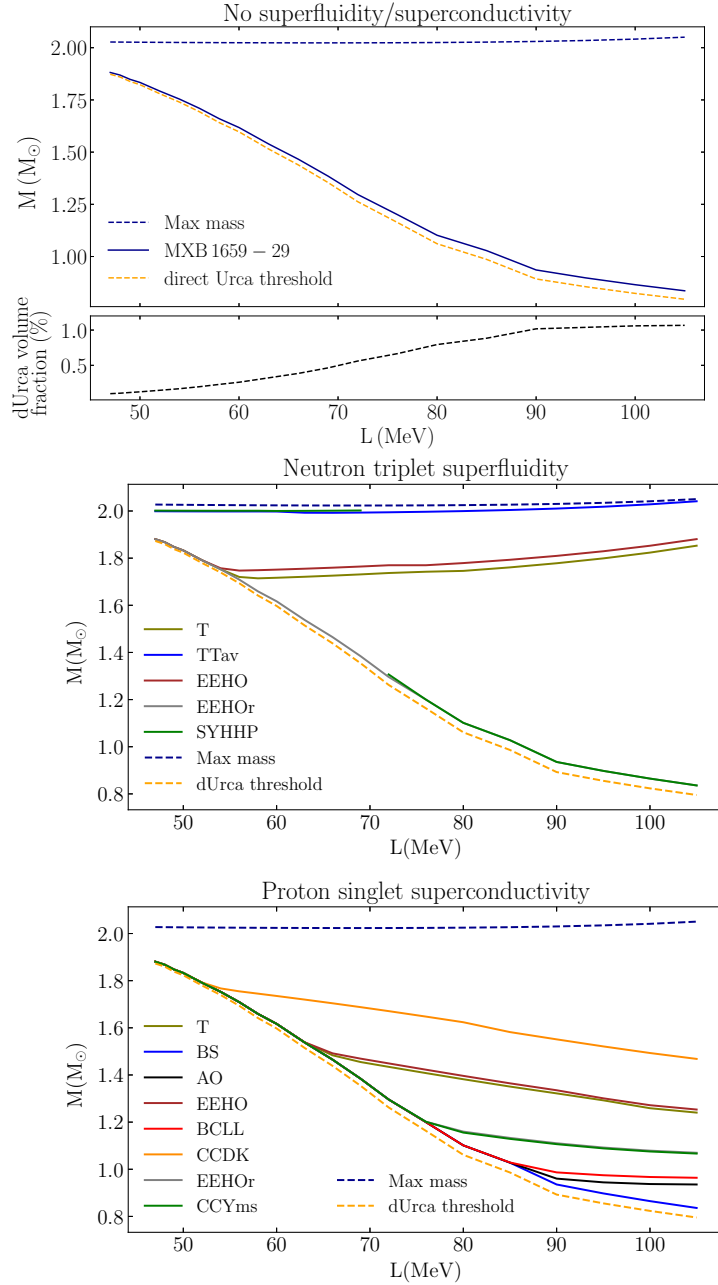 No superfluidity/superconductivity
2.00
1.75
1.50
1.25
1.00
M (M⊙)
Max mass
MXB 1659 − 29
direct Urca threshold
1.0
0.5
dUrca volume
fraction (%)
50 60 70 80 90 100
L (MeV)
Neutron triplet superfluidity
2.0
1.8
1.6
1.4
1.2
1.0
0.8
M(M⊙)
T
TTav
EEHO
EEHOr
SYHHP
Max mass
dUrca threshold
50 60 70 80 90 100
L(MeV)
Proton singlet superconductivity
2.0
1.8
1.6
1.4
1.2
1.0
0.8
M(M⊙)
T
BS
AO
EEHO
BCLL
CCDK
EEHOr
CCYms
Max mass
dUrca threshold
50 60 70 80 90 100
L(MeV)